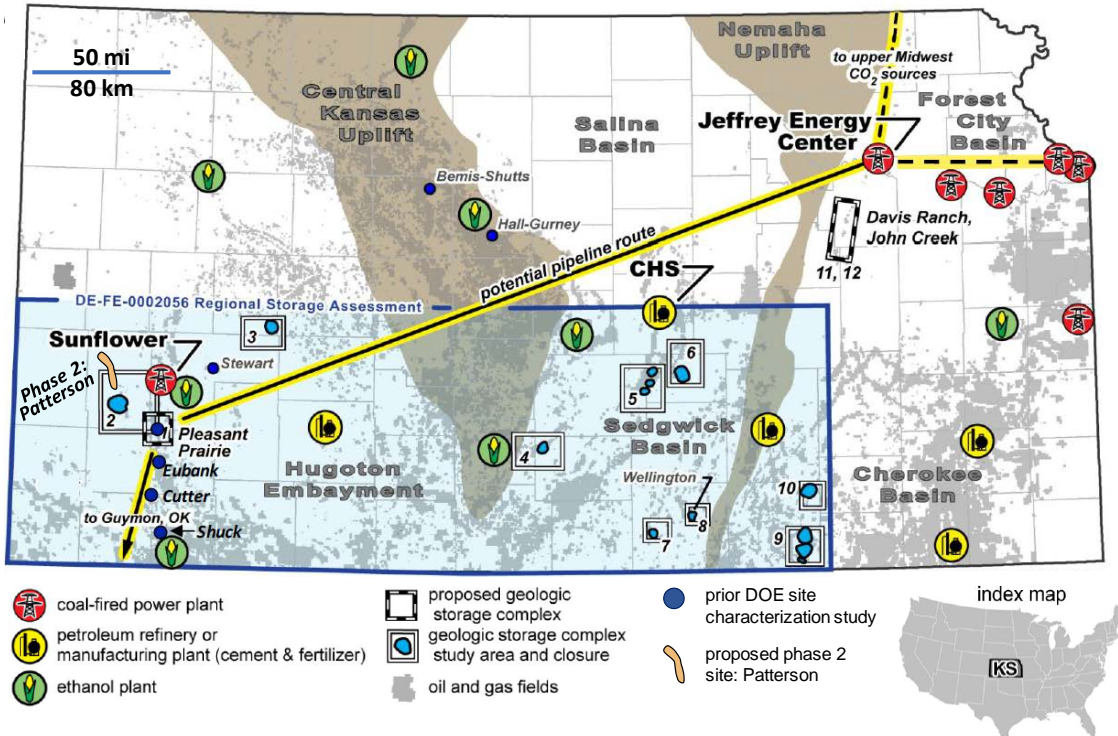 50 mi
80 km
Nemaha
Uplift
to upper Midwest
CO2 sources
Central
Kansas
Uplift
Salina
Basin
Forest
City
Basin
Jeffrey Energy
Center
Bemis-Shutts
Hall-Gurney
Davis Ranch,
John Creek
11, 12
potential pipeline route
CHS
DE-FE-0002056 Regional Storage Assessment
Sunflower
3
Stewart
Phase 2:
Patterson
2
1
Pleasant
Prairie
Eubank
Cutter
to Guymon, OK
Shuck
Hugoton
Embayment
4
5
6
Sedgwick
Basin
Wellington
7
8
9
10
Cherokee
Basin
coal-fired power plant
petroleum refinery or
manufacturing plant (cement & fertilizer)
ethanol plant
proposed geologic
storage complex
geologic storage complex
study area and closure
oil and gas fields
prior DOE site
characterization study
proposed phase 2
site: Patterson
index map
KS